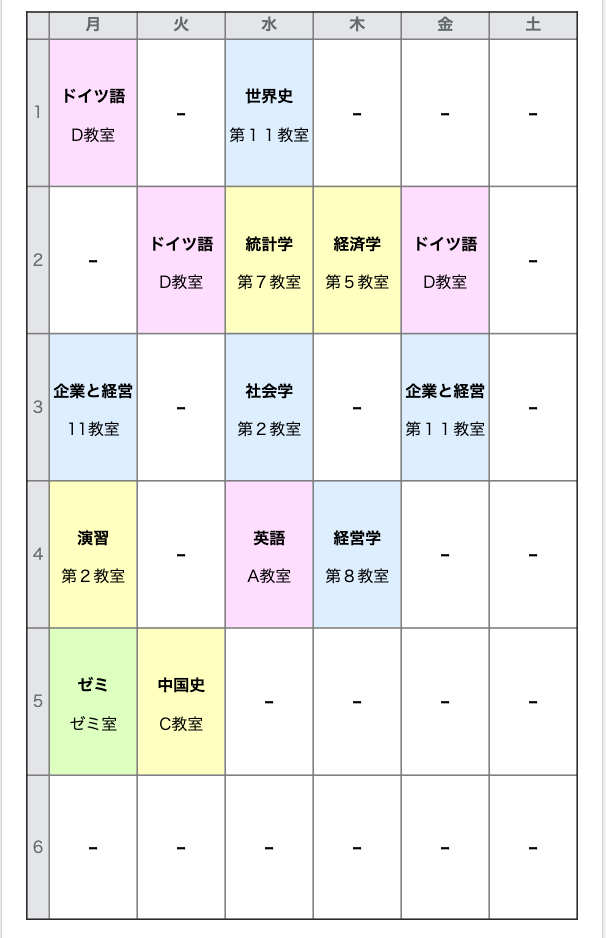 月 火 水 木 金 土
1
ドイツ語 - 世界史 - - -
D教室 第１１教室
2
- ドイツ語 統計学 経済学 ドイツ語 -
D教室 第７教室 第５教室 D教室
3
企業と経営 - 社会学 - 企業と経営 -
11教室 第２教室 第１１教室
4
演習 - 英語 経営学 - -
第２教室 A教室 第８教室
5
ゼミ 中国史 - - - -
ゼミ室 C教室
6
- - - - - -